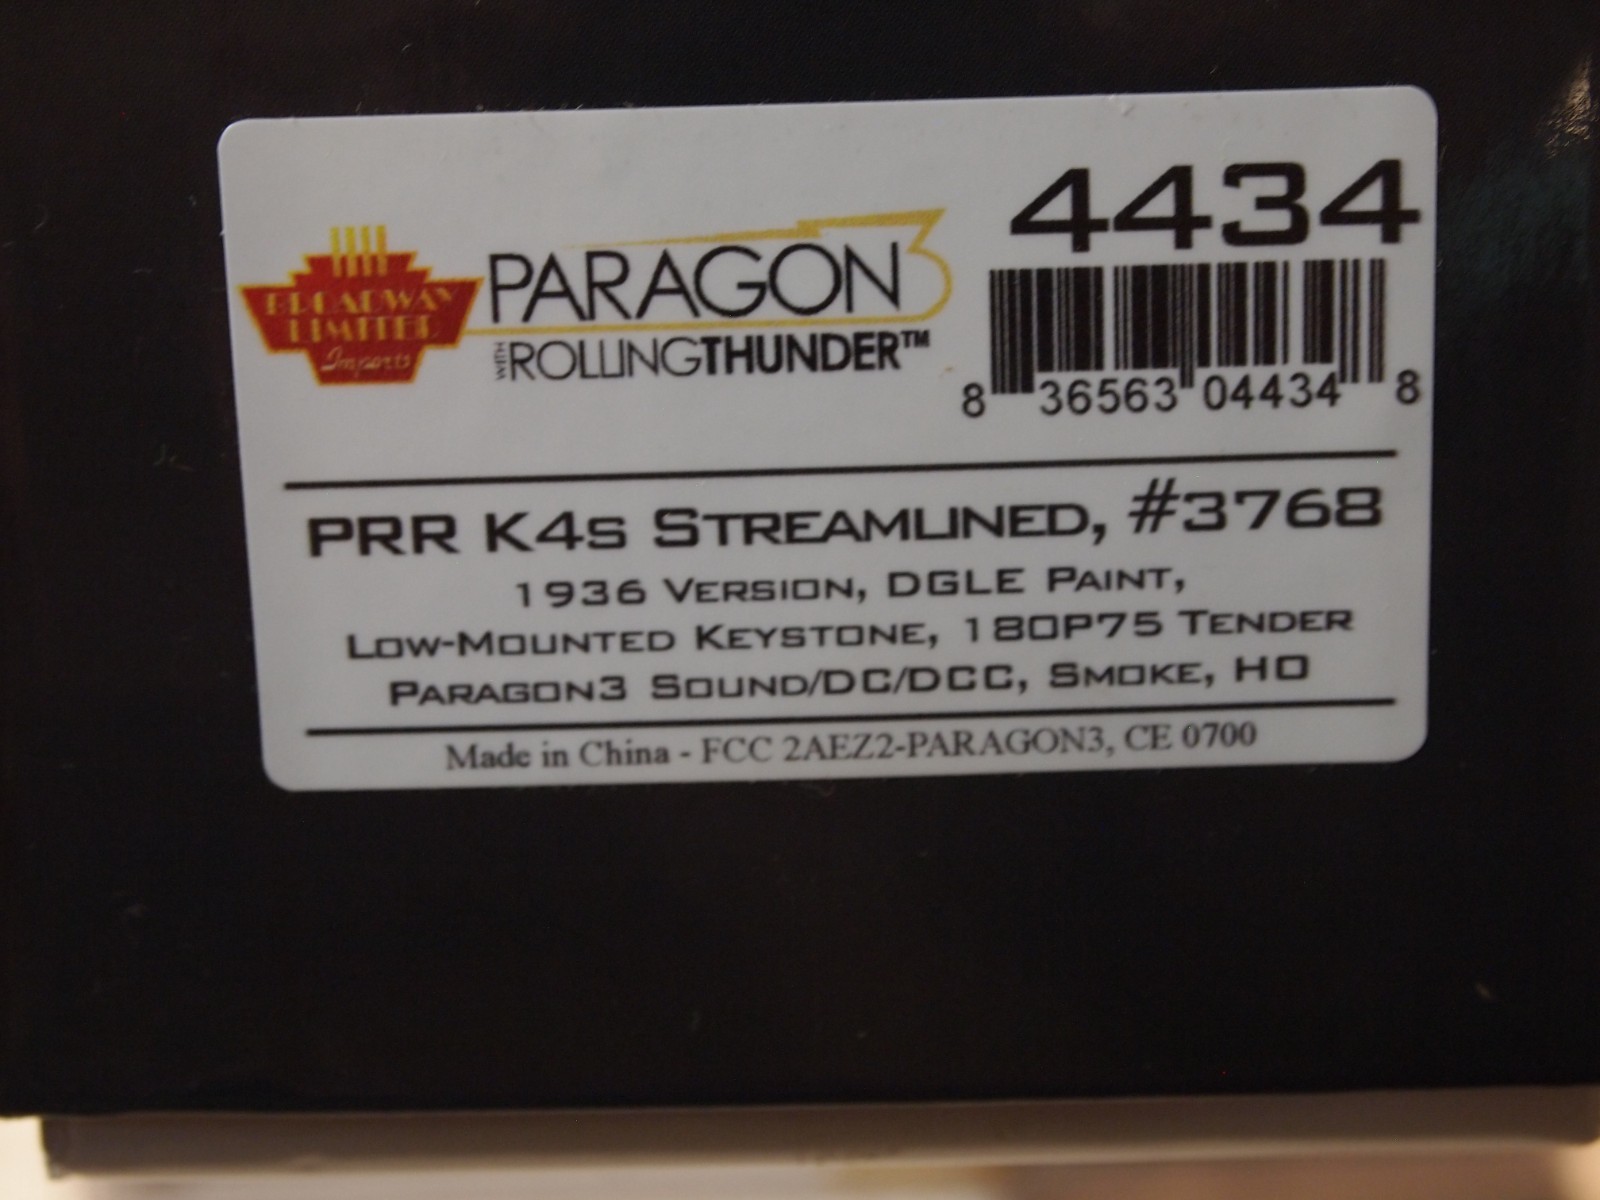 4434
BROADWAY
LIMITED
Imports
PARAGON3
WITH ROLLINGTHUNDER™
8 36563 04434 8
PRR K4s STREAMLINED, #3768
1936 VERSION, DGLE PAINT,
LOW-MOUNTED KEYSTONE, 180P75 TENDER
PARAGON3 SOUND/DC/DCC, SMOKE, HO
Made in China - FCC 2AEZ2-PARAGON3, CE 0700